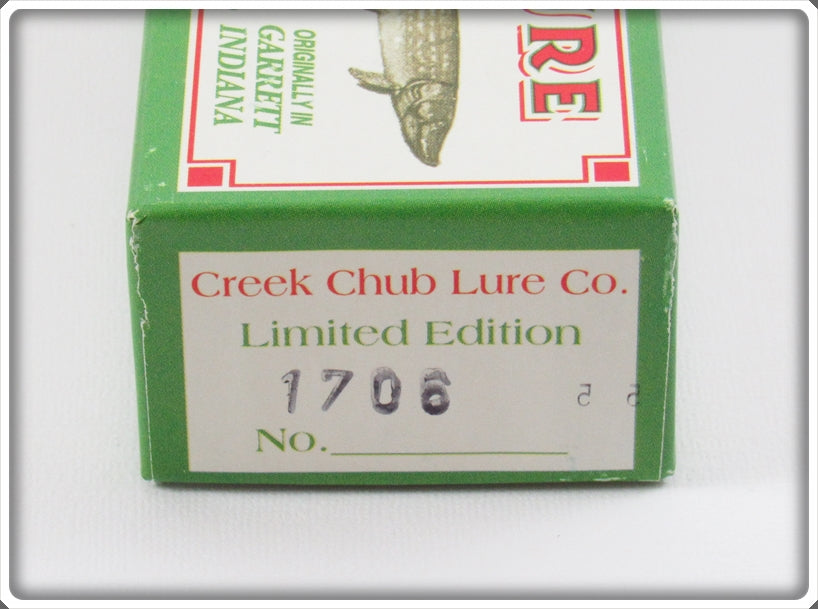 URE
ORIGINALLY IN
GARRETT
INDIANA
Creek Chub Lure Co.
Limited Edition
1706
No.